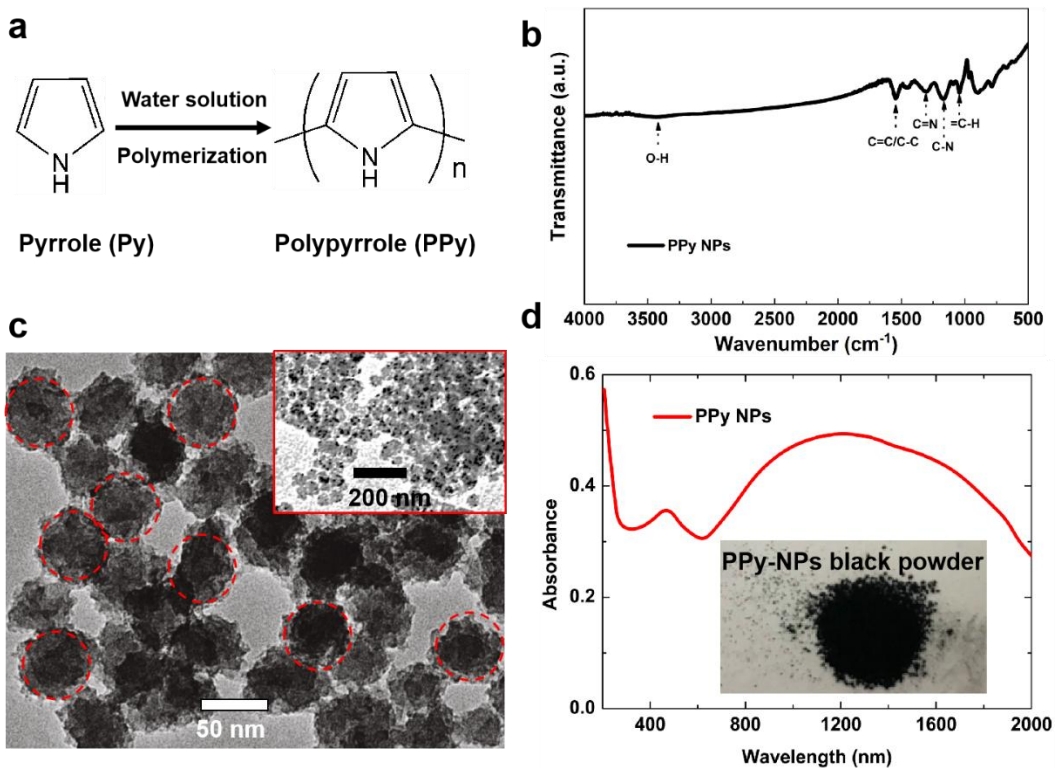 a
Water solution
Polymerization
N
H
N
H
n
Pyrrole (Py)
Polypyrrole (PPy)
b
Transmittance (a.u.)
O-H
C=C/C-C
C=N
C-N
=C-H
PPy NPs
4000 3500 3000 2500 2000 1500 1000 500
Wavenumber (cm⁻¹)
c
200 nm
50 nm
d
Absorbance
0.6
0.4
0.2
0.0
PPy NPs
PPy-NPs black powder
400 800 1200 1600 2000
Wavelength (nm)